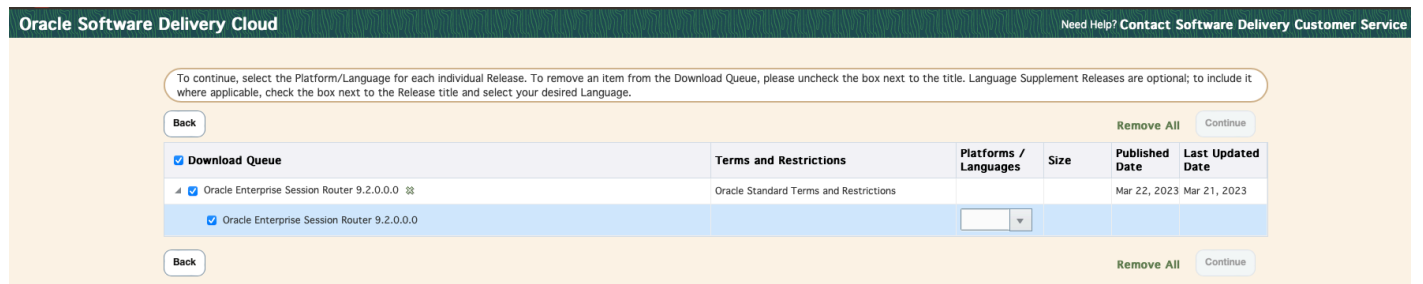 Oracle Software Delivery Cloud
Need Help? Contact Software Delivery Customer Service
To continue, select the Platform/Language for each individual Release. To remove an item from the Download Queue, please uncheck the box next to the title. Language Supplement Releases are optional; to include it
where applicable, check the box next to the Release title and select your desired Language.
Back
Remove All
Continue
Download Queue
Terms and Restrictions
Platforms /
Languages
Size
Published
Date
Last Updated
Date
Oracle Enterprise Session Router 9.2.0.0.0
Oracle Standard Terms and Restrictions
Mar 22, 2023
Mar 21, 2023
Oracle Enterprise Session Router 9.2.0.0.0
Back
Remove All
Continue